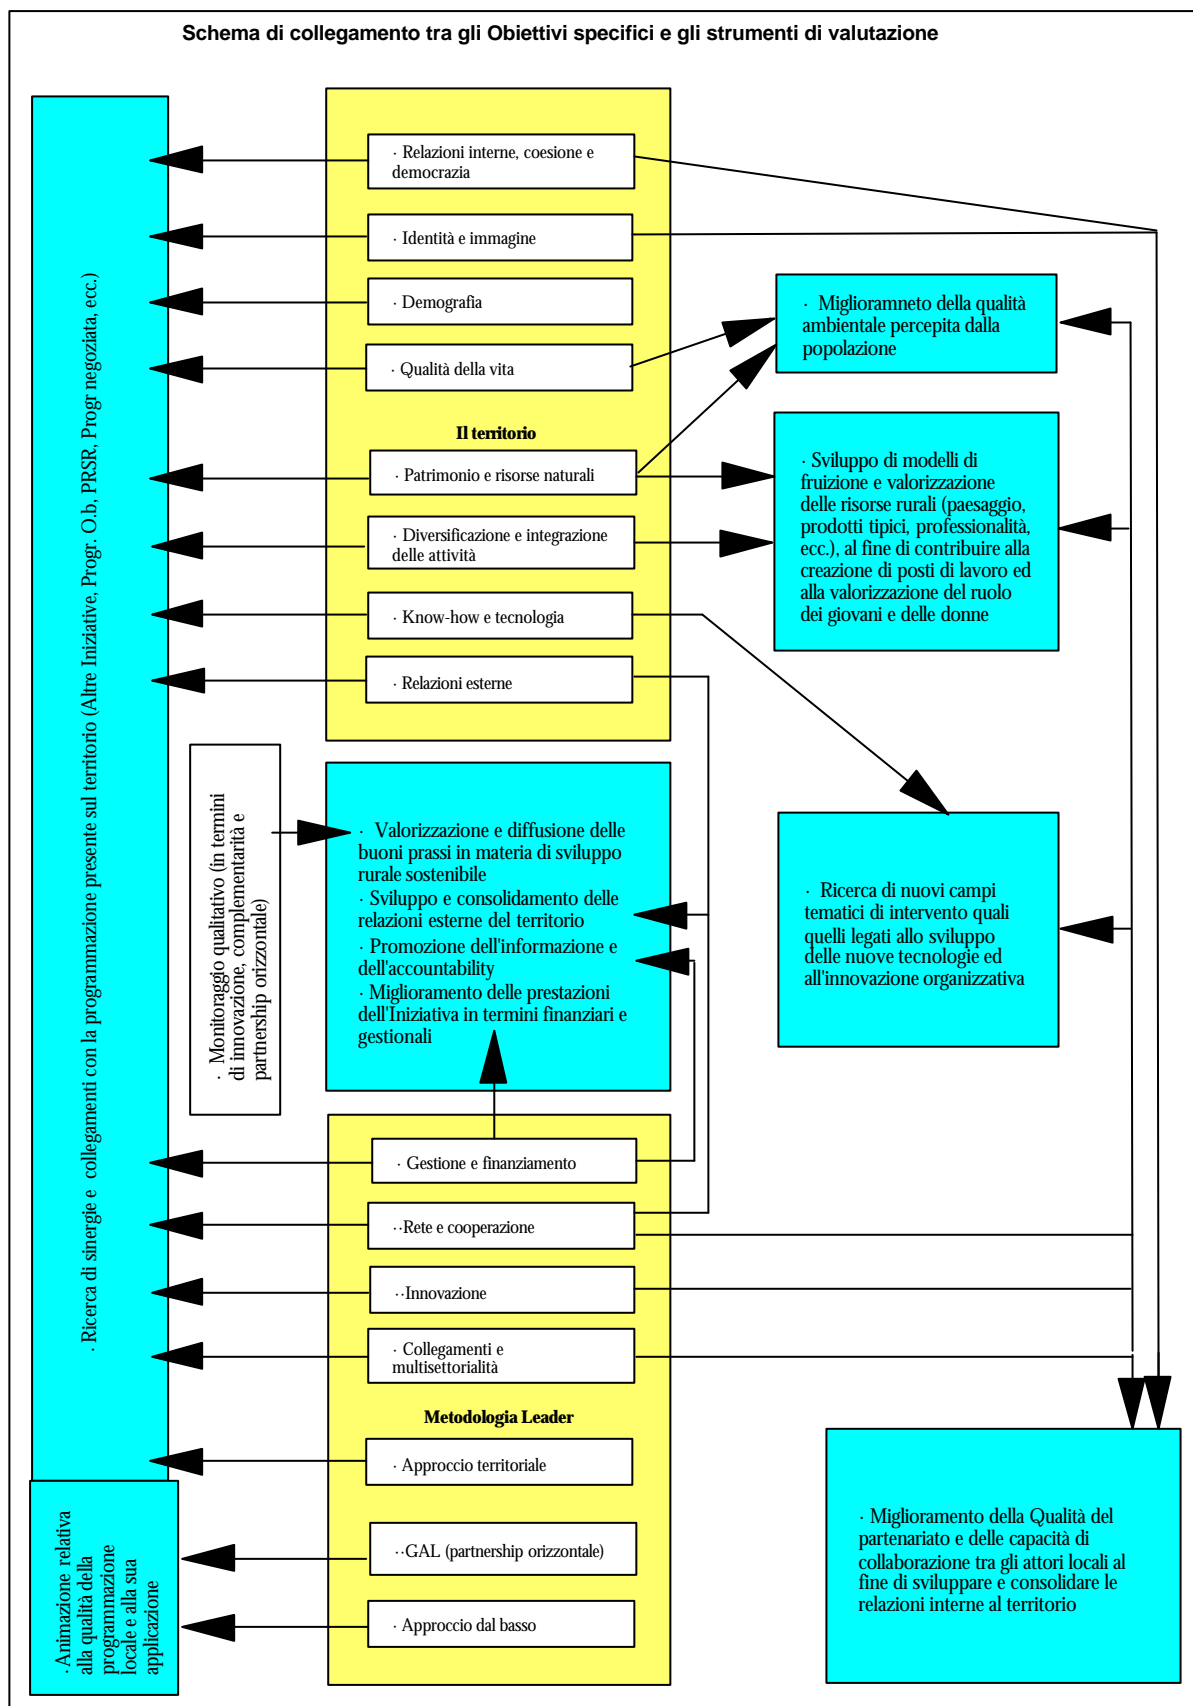 Schema di collegamento tra gli Obiettivi specifici e gli strumenti di valutazione
· Ricerca di sinergie e collegamenti con la programmazione presente sul territorio (Altre Iniziative, Progr. O.b, PRSR, Progr negoziata, ecc.)
· Animazione relativa
alla qualità della
programmazione
locale e alla sua
applicazione
· Relazioni interne, coesione e
democrazia
· Identità e immagine
· Demografia
· Qualità della vita
Il territorio
· Patrimonio e risorse naturali
· Diversificazione e integrazione
delle attività
· Know-how e tecnologia
· Relazioni esterne
· Monitoraggio qualitativo (in termini
di innovazione, complementarità e
partnership orizzontale)
· Valorizzazione e diffusione delle
buoni prassi in materia di sviluppo
rurale sostenibile
· Sviluppo e consolidamento delle
relazioni esterne del territorio
· Promozione dell'informazione e
dell'accountability
· Miglioramento delle prestazioni
dell'Iniziativa in termini finanziari e
gestionali
· Gestione e finanziamento
··Rete e cooperazione
··Innovazione
· Collegamenti e
multisettorialità
Metodologia Leader
· Approccio territoriale
··GAL (partnership orizzontale)
· Approccio dal basso
· Miglioramneto della qualità
ambientale percepita dalla
popolazione
· Sviluppo di modelli di
fruizione e valorizzazione
delle risorse rurali (paesaggio,
prodotti tipici, professionalità,
ecc.), al fine di contribuire alla
creazione di posti di lavoro ed
alla valorizzazione del ruolo
dei giovani e delle donne
· Ricerca di nuovi campi
tematici di intervento quali
quelli legati allo sviluppo
delle nuove tecnologie ed
all'innovazione organizzativa
· Miglioramento della Qualità del
partenariato e delle capacità di
collaborazione tra gli attori locali al
fine di sviluppare e consolidare le
relazioni interne al territorio